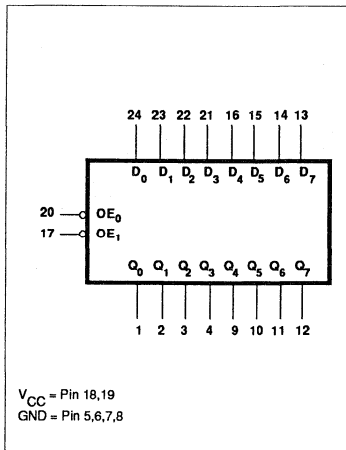 24 23 22 21 16 15 14 13
D0 D1 D2 D3 D4 D5 D6 D7
20 OE0
17 OE1
Q0 Q1 Q2 Q3 Q4 Q5 Q6 Q7
1 2 3 4 9 10 11 12
VCC = Pin 18,19
GND = Pin 5,6,7,8